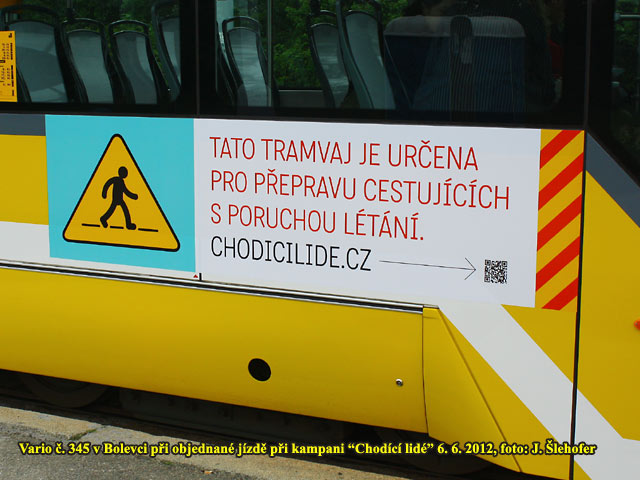 TATO TRAMVAJ JE URČENA
PRO PŘEPRAVU CESTUJÍCÍCH
S PORUCHOU LÉTÁNÍ.
CHODICILIDE.CZ
Vario č. 345 v Bolevci při objednané jízdě při kampani “Chodící lidé” 6. 6. 2012, foto: J. Šlehofer